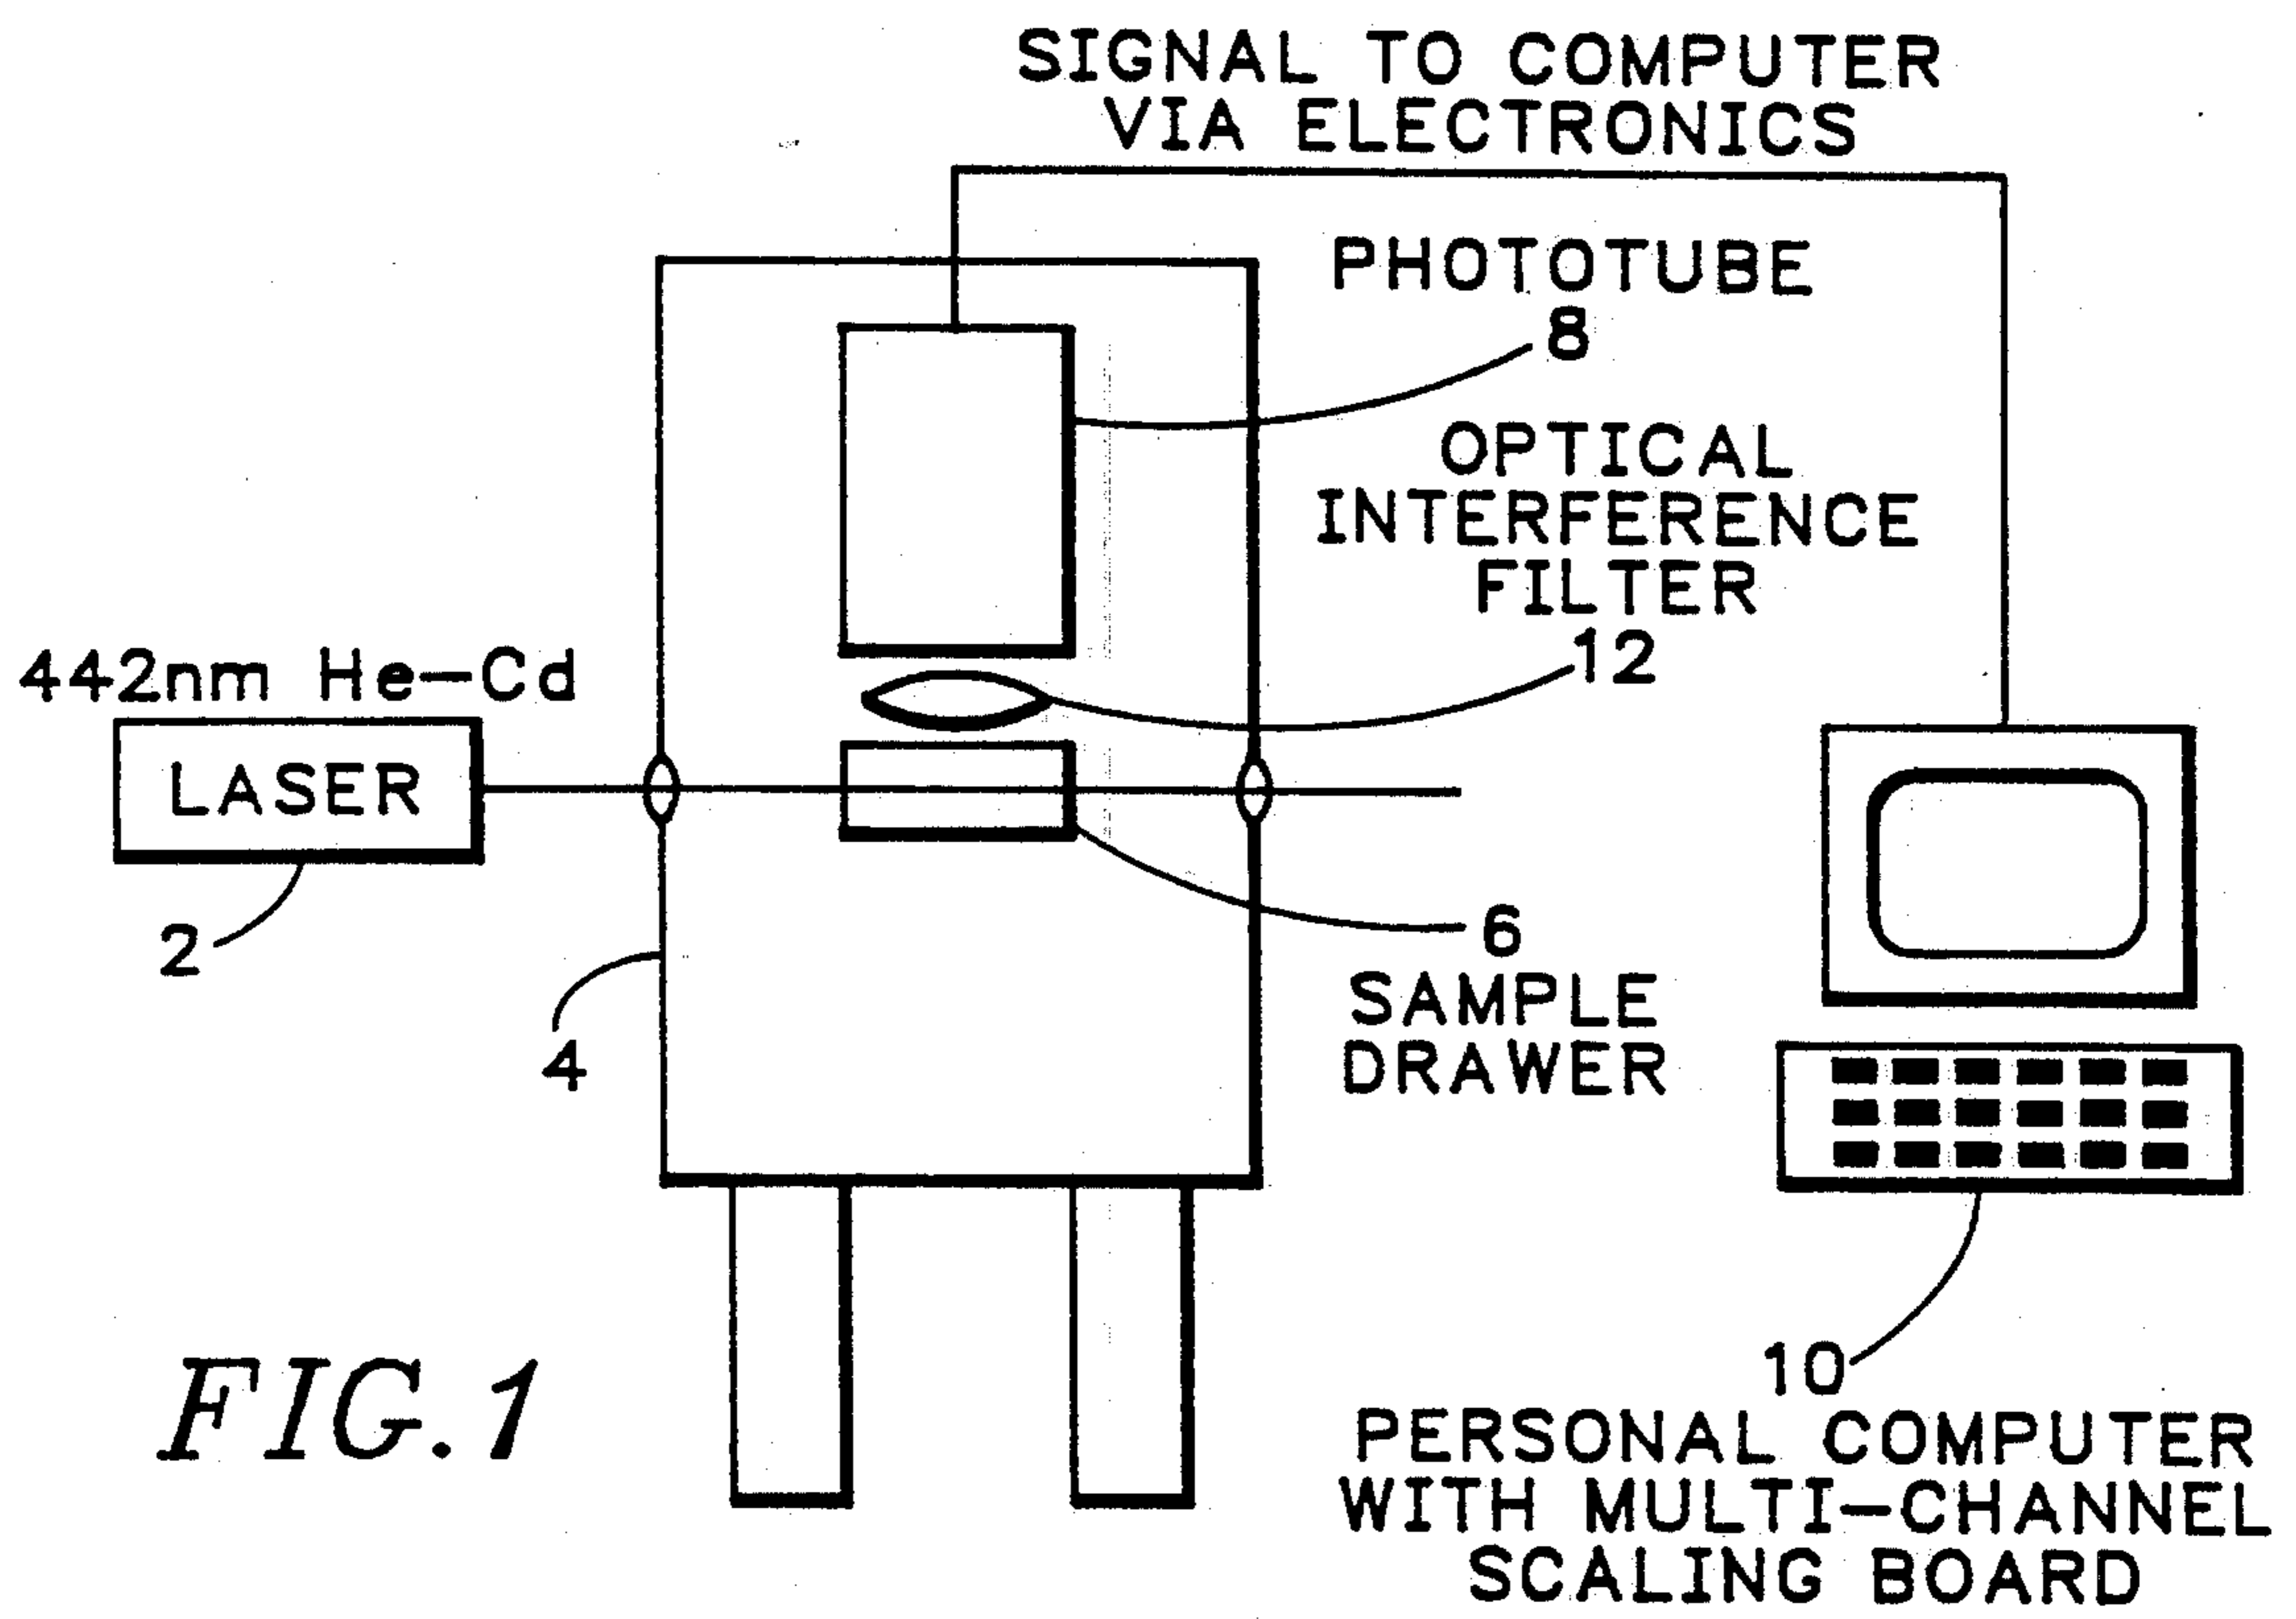 SIGNAL TO COMPUTER
VIA ELECTRONICS
PHOTOTUBE
8
OPTICAL
INTERFERENCE
FILTER
12
442nm He-Cd
LASER
2
4
6
SAMPLE
DRAWER
10
PERSONAL COMPUTER
WITH MULTI-CHANNEL
SCALING BOARD
FIG.1